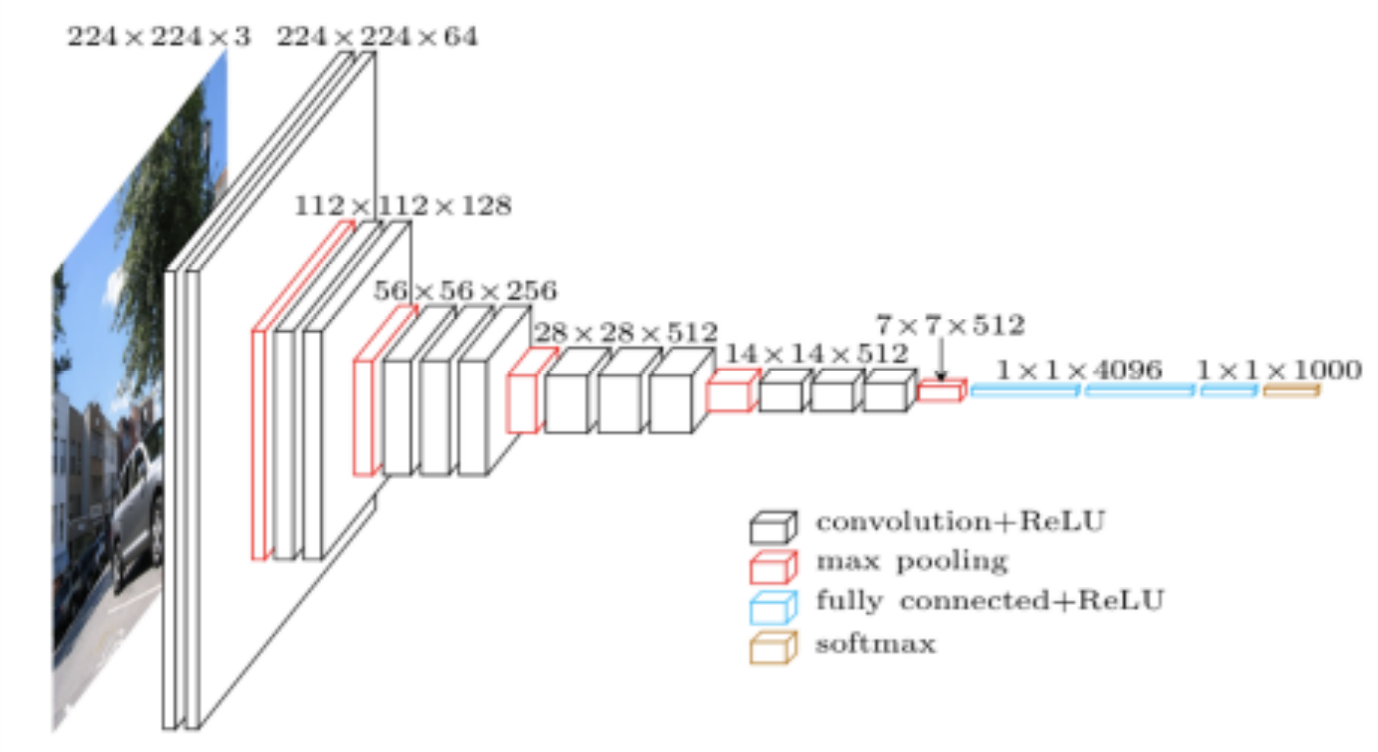 224×224×3
224×224×64
112×112×128
56×56×256
28×28×512
14×14×512
7×7×512
1×1×4096
1×1×1000
convolution+ReLU
max pooling
fully connected+ReLU
softmax